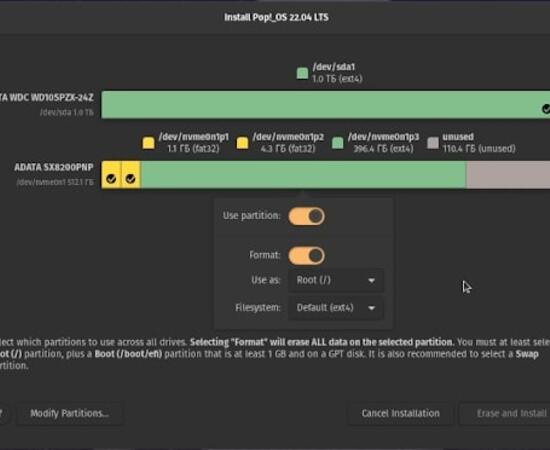 Install Pop!_OS 22.04 LTS
/dev/sda1
1.0 ТБ (ext4)
TA WDC WD10SPZX-24Z
/dev/sda 1.0 ТБ
/dev/nvme0n1p1
1.1 ГБ (fat32)
/dev/nvme0n1p2
4.3 ГБ (fat32)
/dev/nvme0n1p3
396.4 ГБ (ext4)
unused
110.4 ГБ (unused)
ADATA SX8200PNP
/dev/nvme0n1 512.1 ГБ
Use partition:
Format:
Use as: Root (/)
Filesystem: Default (ext4)
lect which partitions to use across all drives. Selecting "Format" will erase ALL data on the selected partition. You must at least sele
ot (/) partition, plus a Boot (/boot/efi) partition that is at least 1 GB and on a GPT disk. It is also recommended to select a Swap
rtition.
? Modify Partitions... Cancel Installation Erase and Install